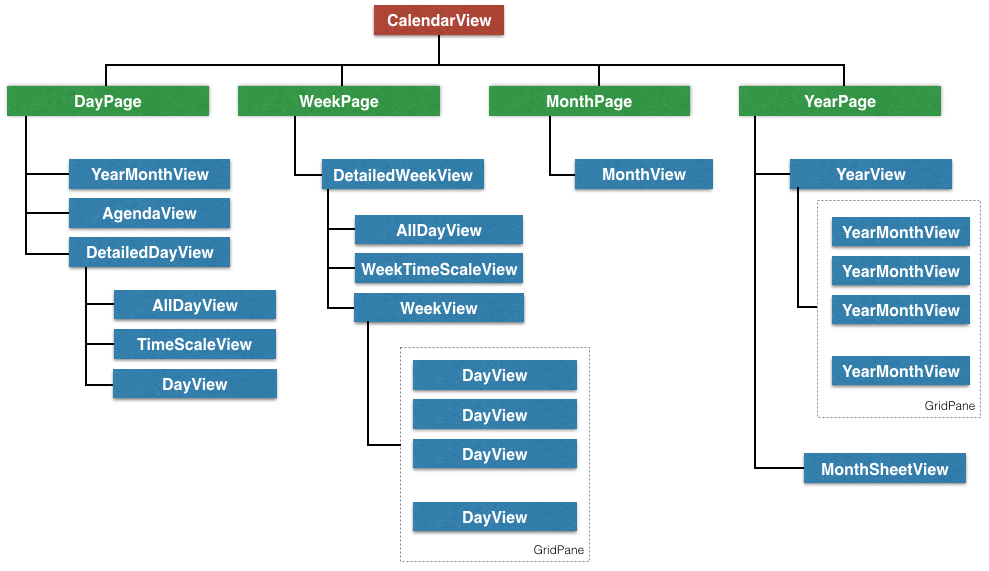 CalendarView
DayPage
WeekPage
MonthPage
YearPage
YearMonthView
AgendaView
DetailedDayView
AllDayView
TimeScaleView
DayView
DetailedWeekView
AllDayView
WeekTimeScaleView
WeekView
DayView
DayView
DayView
DayView
GridPane
MonthView
YearView
YearMonthView
YearMonthView
YearMonthView
YearMonthView
GridPane
MonthSheetView